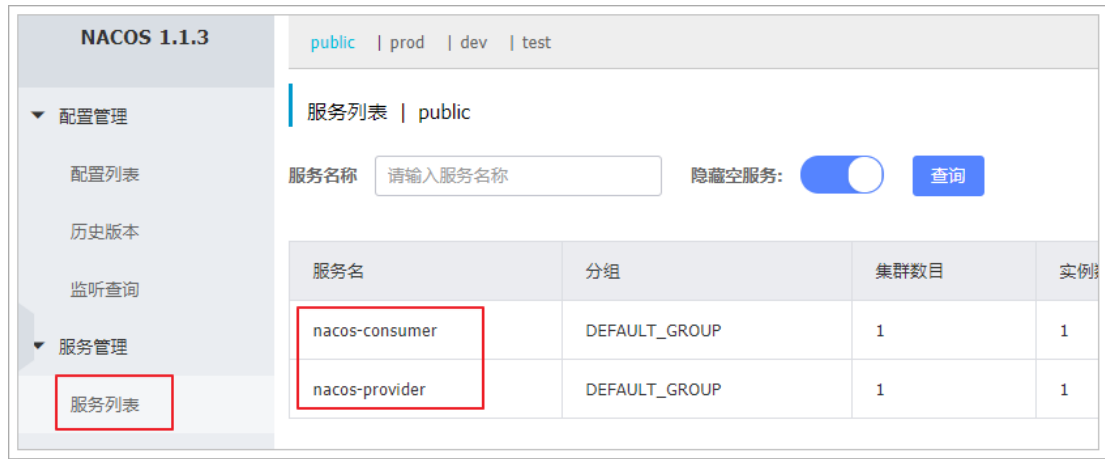 NACOS 1.1.3
public | prod | dev | test
配置管理
配置列表
历史版本
监听查询
服务管理
服务列表
服务列表 | public
服务名称 请输入服务名称 隐藏空服务: 查询
服务名 分组 集群数目 实例
nacos-consumer DEFAULT_GROUP 1 1
nacos-provider DEFAULT_GROUP 1 1